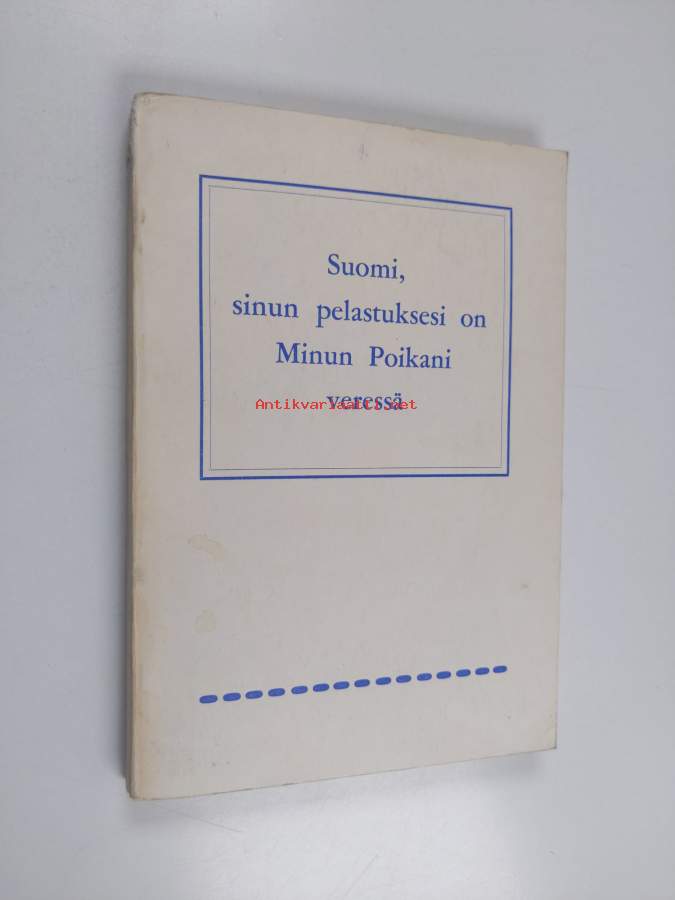 Suomi,
sinun pelastuksesi on
Minun Poikani
veressä
Antikvariaatti.net